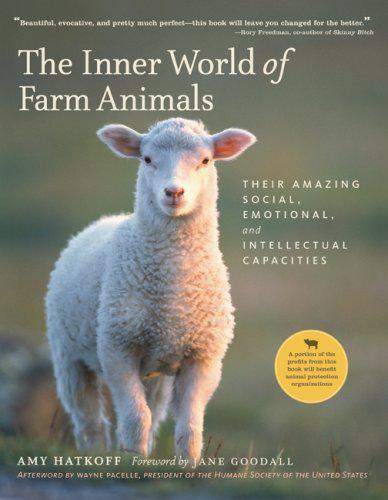 “Beautiful, evocative, and pretty much perfect—this book will leave you changed for the better.”
—Rory Freedman, co-author of Skinny Bitch
The Inner World of
Farm Animals
THEIR AMAZING
SOCIAL,
EMOTIONAL,
and
INTELLECTUAL
CAPACITIES
A portion of the
profits from this
book will benefit
animal protection
organizations
AMY HATKOFF Foreword by JANE GOODALL
AFTERWORD BY WAYNE PACELLE, PRESIDENT OF THE HUMANE SOCIETY OF THE UNITED STATES